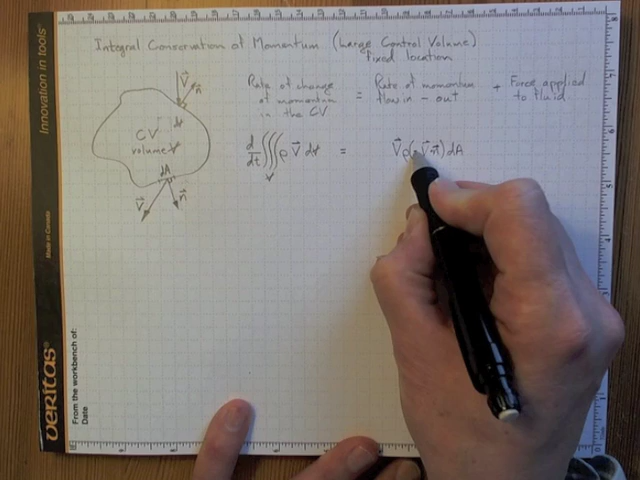 Integral Conservation of Momentum (Large Control Volume)
fixed location
Rate of change
of momentum
in the CV
=
Rate of momentum
flow in - out
+ Force applied
to fluid
V⃗
n⃗
CV
volume V
dA
V⃗
n⃗
d/dt ∭ ρ V⃗ dV = V⃗ρ( V⃗·n⃗)dA
V
Innovation in tools®
Made in Canada
veritas®
From the workbench of:
Date